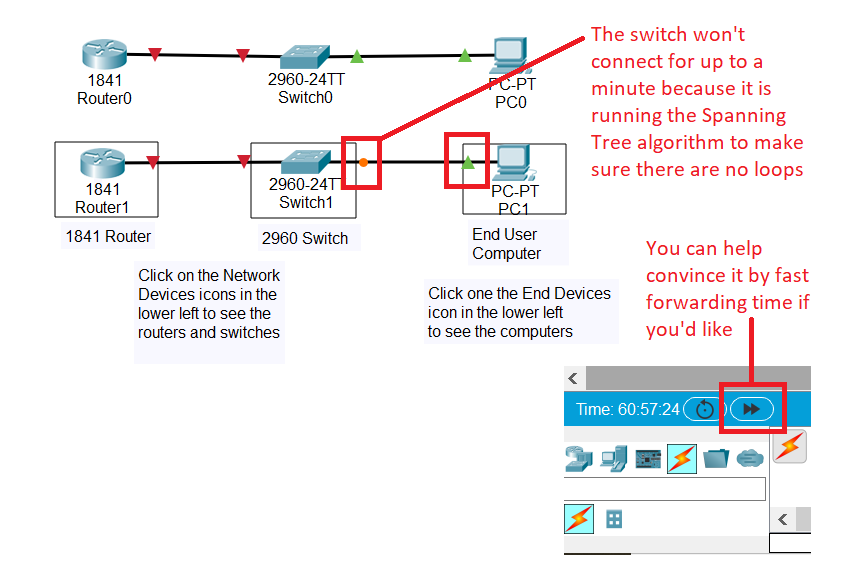 The switch won't
connect for up to a
minute because it is
running the Spanning
Tree algorithm to make
sure there are no loops
1841
Router0
2960-24TT
Switch0
PC-PT
PC0
1841
Router1
2960-24TT
Switch1
PC-PT
PC1
1841 Router
2960 Switch
End User
Computer
Click on the Network
Devices icons in the
lower left to see the
routers and switches
Click one the End Devices
icon in the lower left
to see the computers
You can help
convince it by fast
forwarding time if
you'd like
Time: 60:57:24